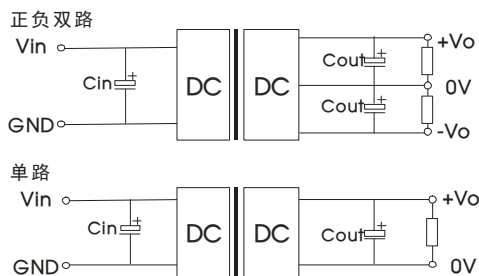 正负双路
Vin
+Vo
Cout
Cin
DC
DC
0V
Cout
GND
-Vo
单路
Vin
+Vo
Cin
DC
DC
Cout
GND
0V